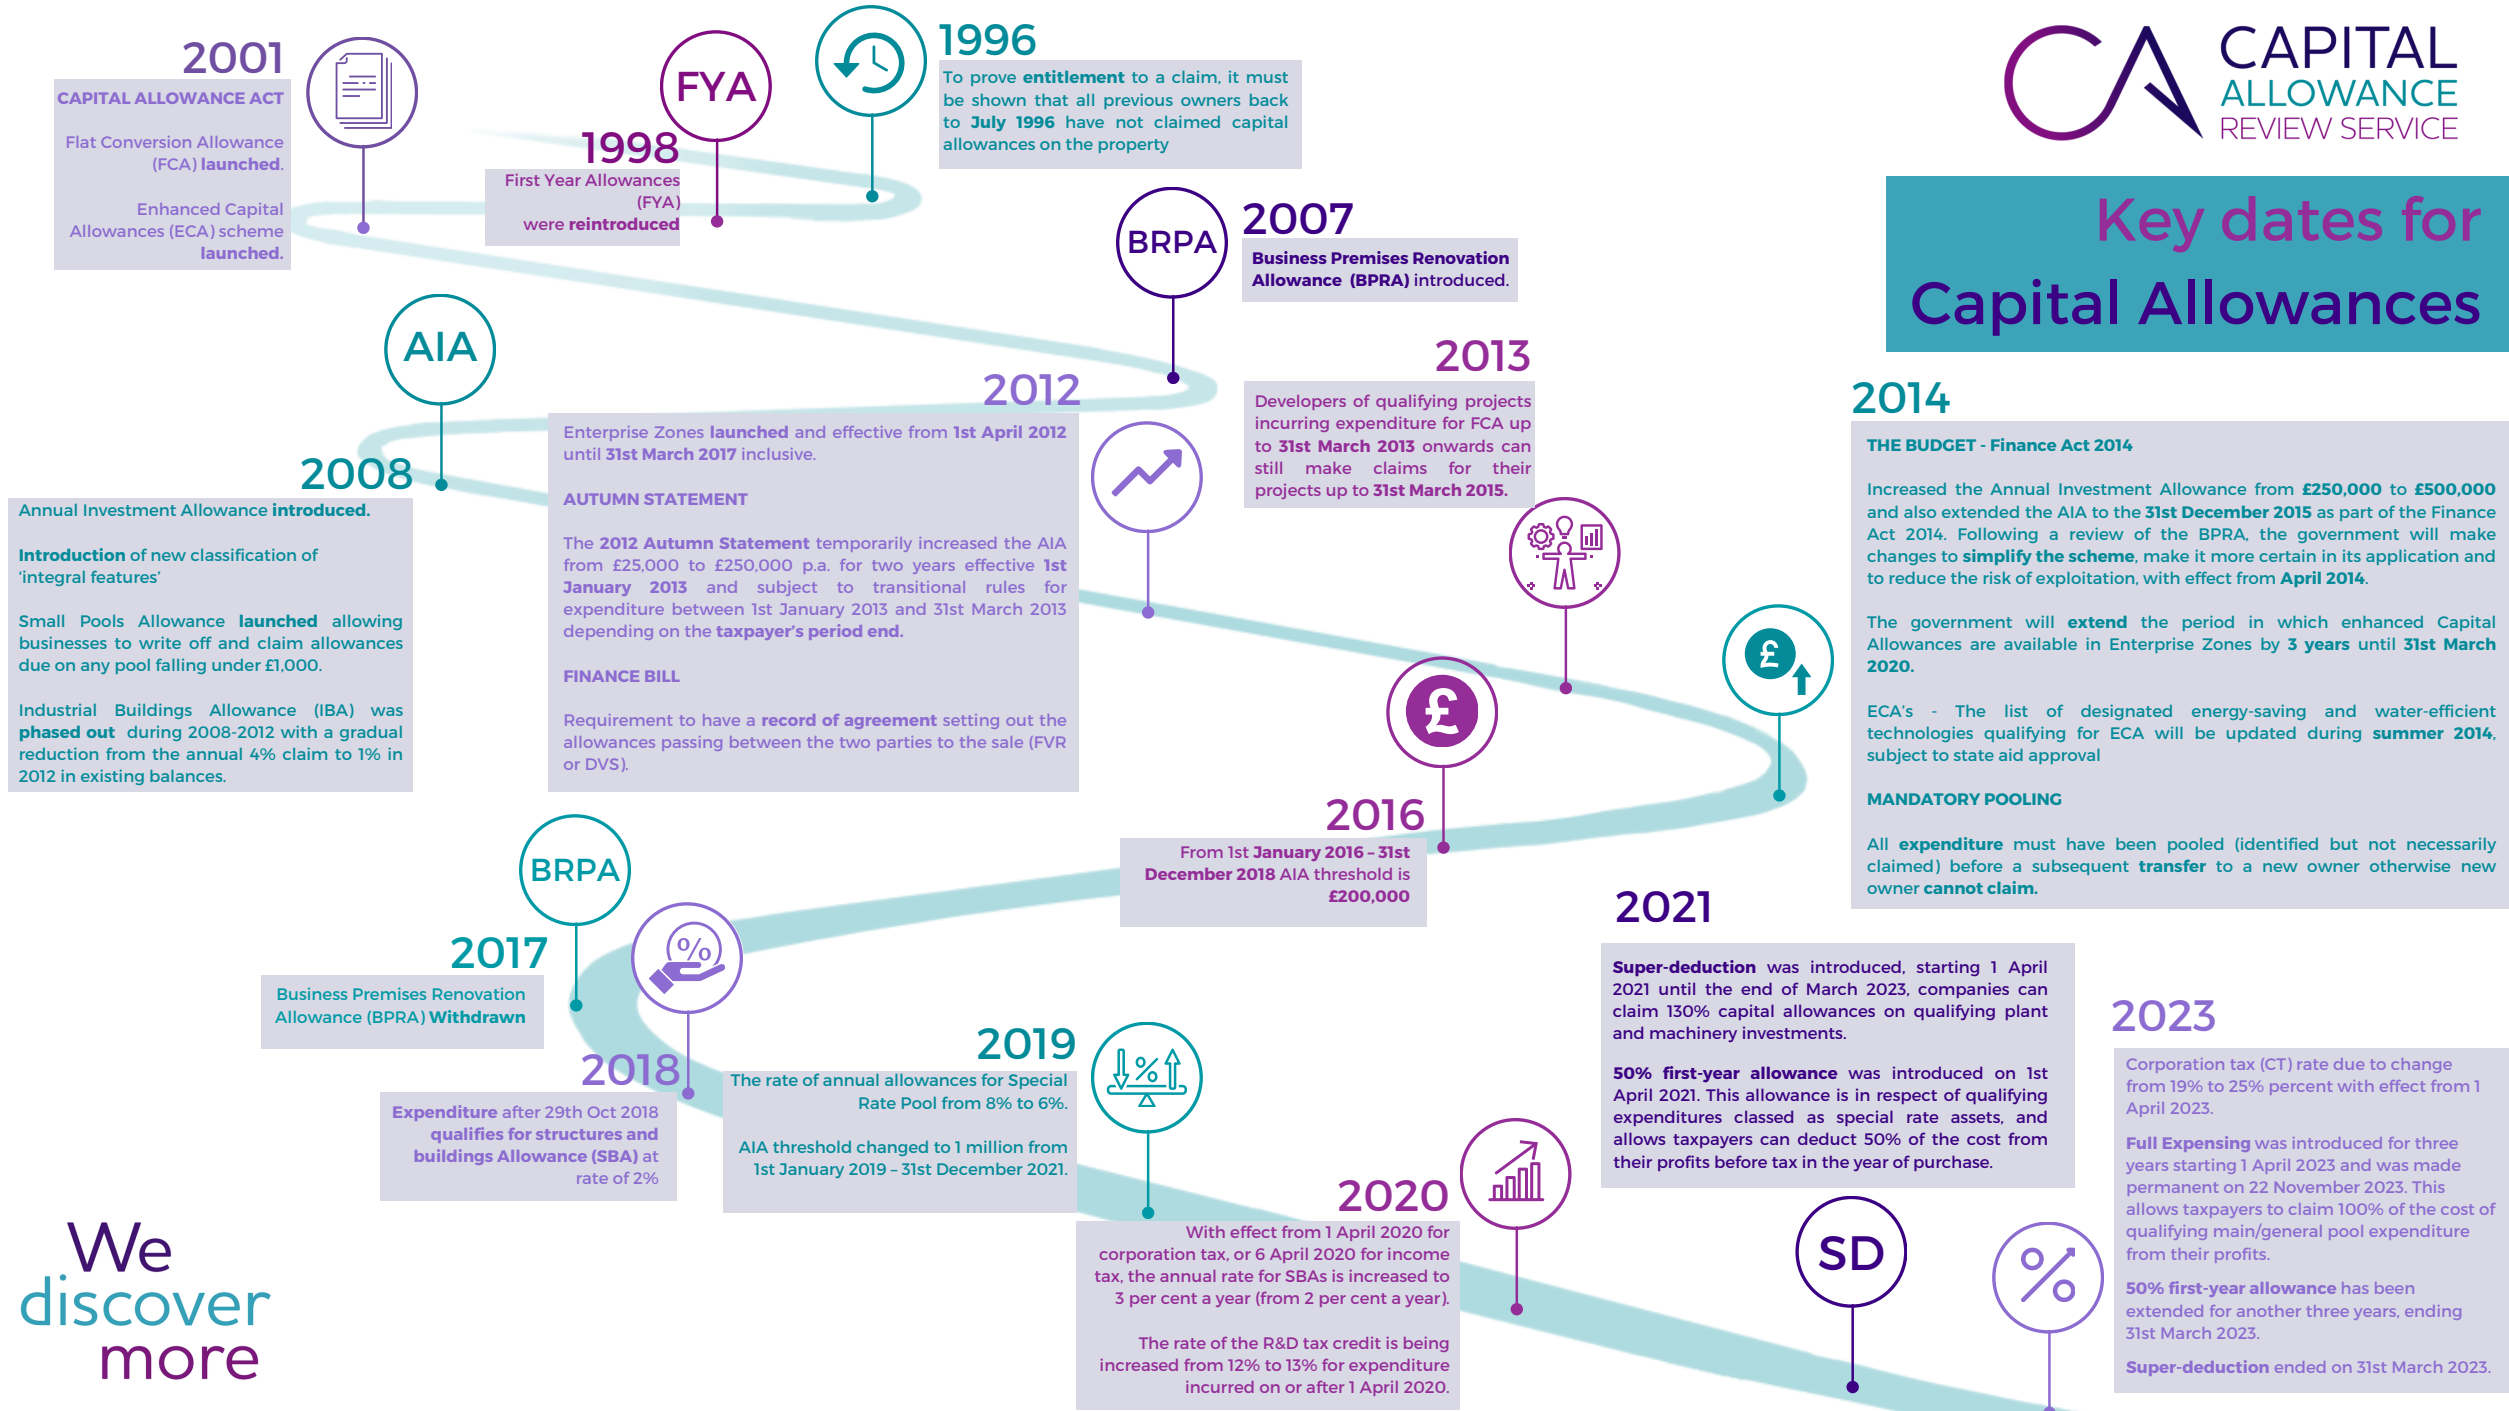 CAPITAL
ALLOWANCE
REVIEW SERVICE
Key dates for
Capital Allowances
1996
To prove entitlement to a claim, it must
be shown that all previous owners back
to July 1996 have not claimed capital
allowances on the property
FYA
1998
First Year Allowances
(FYA)
were reintroduced
2001
CAPITAL ALLOWANCE ACT
Flat Conversion Allowance
(FCA) launched.
Enhanced Capital
Allowances (ECA) scheme
launched.
BRPA
2007
Business Premises Renovation
Allowance (BPRA) introduced.
AIA
2008
Annual Investment Allowance introduced.
Introduction of new classification of
‘integral features’
Small Pools Allowance launched allowing
businesses to write off and claim allowances
due on any pool falling under £1,000.
Industrial Buildings Allowance (IBA) was
phased out during 2008-2012 with a gradual
reduction from the annual 4% claim to 1% in
2012 in existing balances.
2012
Enterprise Zones launched and effective from 1st April 2012
until 31st March 2017 inclusive.
AUTUMN STATEMENT
The 2012 Autumn Statement temporarily increased the AIA
from £25,000 to £250,000 p.a. for two years effective 1st
January 2013 and subject to transitional rules for
expenditure between 1st January 2013 and 31st March 2013
depending on the taxpayer’s period end.
FINANCE BILL
Requirement to have a record of agreement setting out the
allowances passing between the two parties to the sale (FVR
or DVS).
2013
Developers of qualifying projects
incurring expenditure for FCA up
to 31st March 2013 onwards can
still make claims for their
projects up to 31st March 2015.
2014
THE BUDGET - Finance Act 2014
Increased the Annual Investment Allowance from £250,000 to £500,000
and also extended the AIA to the 31st December 2015 as part of the Finance
Act 2014. Following a review of the BPRA, the government will make
changes to simplify the scheme, make it more certain in its application and
to reduce the risk of exploitation, with effect from April 2014.
The government will extend the period in which enhanced Capital
Allowances are available in Enterprise Zones by 3 years until 31st March
2020.
ECA’s - The list of designated energy-saving and water-efficient
technologies qualifying for ECA will be updated during summer 2014,
subject to state aid approval
MANDATORY POOLING
All expenditure must have been pooled (identified but not necessarily
claimed) before a subsequent transfer to a new owner otherwise new
owner cannot claim.
£
£
2016
From 1st January 2016 – 31st
December 2018 AIA threshold is
£200,000
BRPA
2017
Business Premises Renovation
Allowance (BPRA) Withdrawn
%
2018
Expenditure after 29th Oct 2018
qualifies for structures and
buildings Allowance (SBA) at
rate of 2%
2019
The rate of annual allowances for Special
Rate Pool from 8% to 6%.
AIA threshold changed to 1 million from
1st January 2019 – 31st December 2021.
%
2020
With effect from 1 April 2020 for
corporation tax, or 6 April 2020 for income
tax, the annual rate for SBAs is increased to
3 per cent a year (from 2 per cent a year).
The rate of the R&D tax credit is being
increased from 12% to 13% for expenditure
incurred on or after 1 April 2020.
2021
Super-deduction was introduced, starting 1 April
2021 until the end of March 2023, companies can
claim 130% capital allowances on qualifying plant
and machinery investments.
50% first-year allowance was introduced on 1st
April 2021. This allowance is in respect of qualifying
expenditures classed as special rate assets, and
allows taxpayers can deduct 50% of the cost from
their profits before tax in the year of purchase.
SD
2023
Corporation tax (CT) rate due to change
from 19% to 25% percent with effect from 1
April 2023.
Full Expensing was introduced for three
years starting 1 April 2023 and was made
permanent on 22 November 2023. This
allows taxpayers to claim 100% of the cost of
qualifying main/general pool expenditure
from their profits.
50% first-year allowance has been
extended for another three years, ending
31st March 2023.
Super-deduction ended on 31st March 2023.
%
We
discover
more